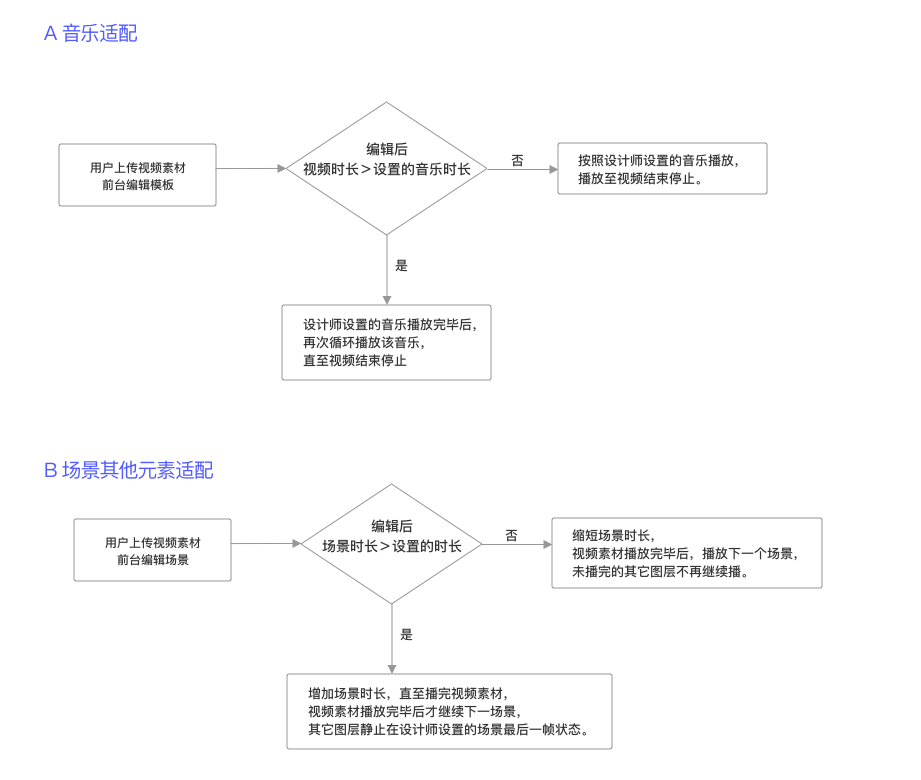 A 音乐适配
用户上传视频素材
前台编辑模板
编辑后
视频时长＞设置的音乐时长
否
按照设计师设置的音乐播放，
播放至视频结束停止。
是
设计师设置的音乐播放完毕后，
再次循环播放该音乐，
直至视频结束停止
B 场景其他元素适配
用户上传视频素材
前台编辑场景
编辑后
场景时长＞设置的时长
否
缩短场景时长，
视频素材播放完毕后，播放下一个场景，
未播完的其它图层不再继续播。
是
增加场景时长，直至播完视频素材，
视频素材播放完毕后才继续下一场景，
其它图层静止在设计师设置的场景最后一帧状态。